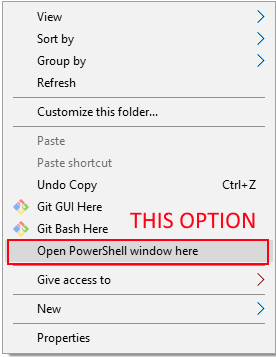 View
Sort by
Group by
Refresh
Customize this folder...
Paste
Paste shortcut
Undo Copy Ctrl+Z
Git GUI Here
Git Bash Here
THIS OPTION
Open PowerShell window here
Give access to
New
Properties